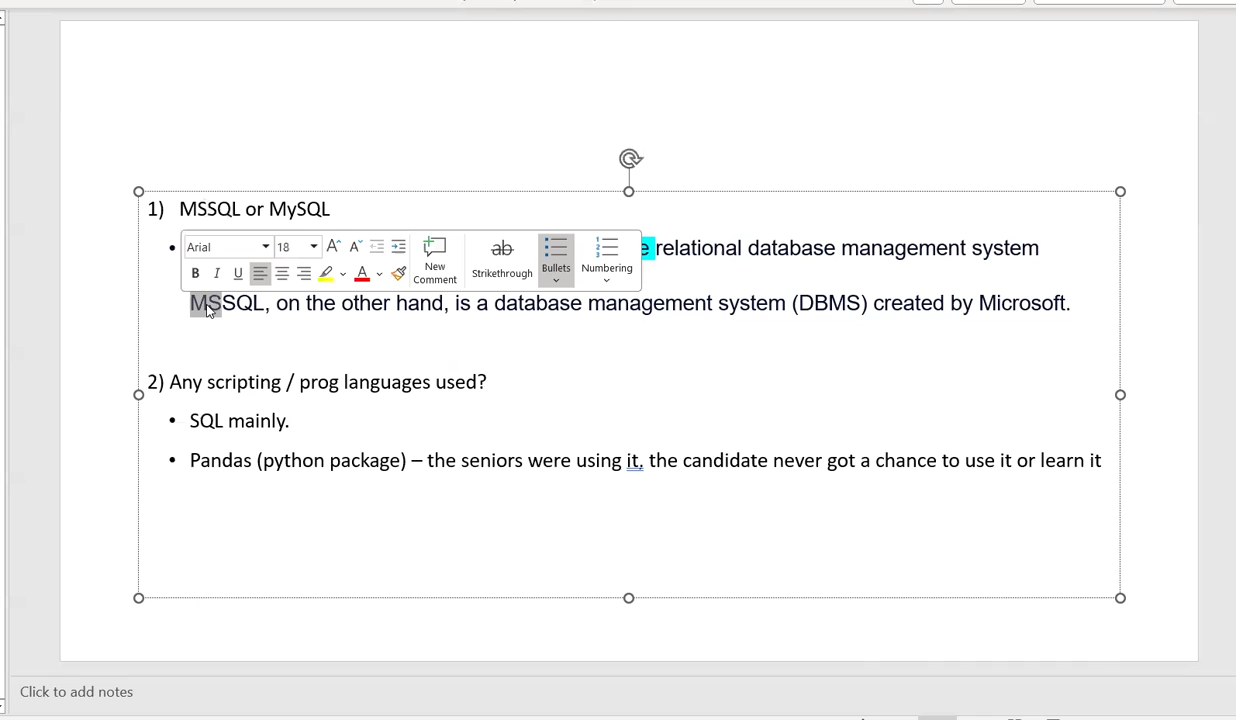 1) MSSQL or MySQL
Arial 18 New Comment Strikethrough Bullets Numbering
B I U A
• relational database management system
MSSQL, on the other hand, is a database management system (DBMS) created by Microsoft.
2) Any scripting / prog languages used?
• SQL mainly.
• Pandas (python package) – the seniors were using it, the candidate never got a chance to use it or learn it
Click to add notes